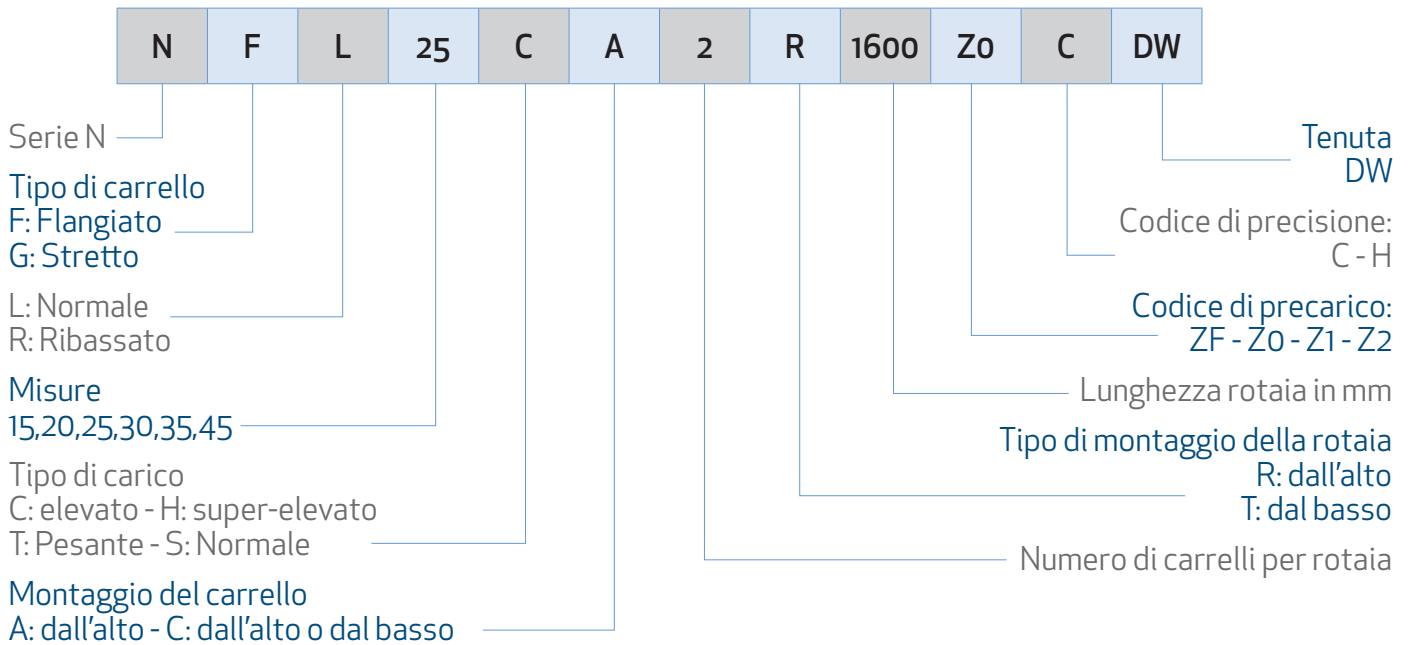 N F L 25 C A 2 R 1600 Z0 C DW
Serie N
Tipo di carrello
F: Flangiato
G: Stretto
L: Normale
R: Ribassato
Misure
15,20,25,30,35,45
Tipo di carico
C: elevato - H: super-elevato
T: Pesante - S: Normale
Montaggio del carrello
A: dall'alto - C: dall'alto o dal basso
Tenuta
DW
Codice di precisione:
C - H
Codice di precarico:
ZF - Z0 - Z1 - Z2
Lunghezza rotaia in mm
Tipo di montaggio della rotaia
R: dall'alto
T: dal basso
Numero di carrelli per rotaia